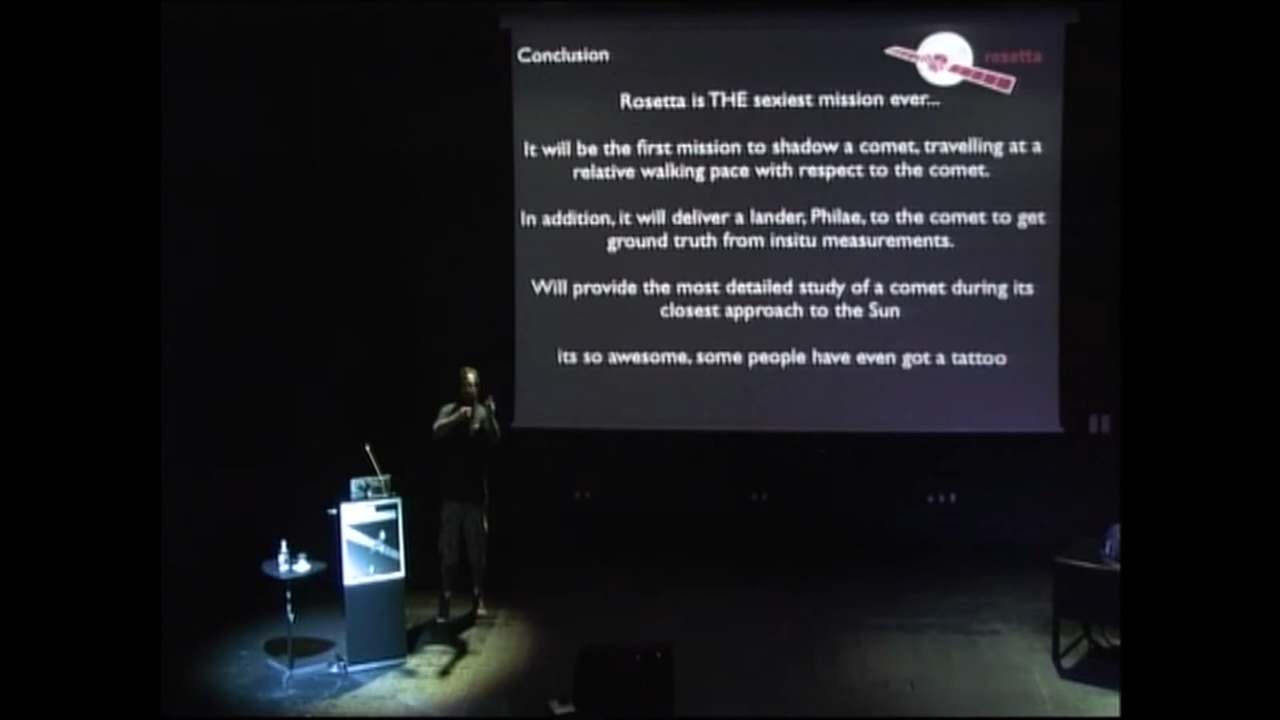 Conclusion
rosetta
Rosetta is THE sexiest mission ever...
It will be the first mission to shadow a comet, travelling at a
relative walking pace with respect to the comet.
In addition, it will deliver a lander, Philae, to the comet to get
ground truth from insitu measurements.
Will provide the most detailed study of a comet during its
closest approach to the Sun
its so awesome, some people have even got a tattoo